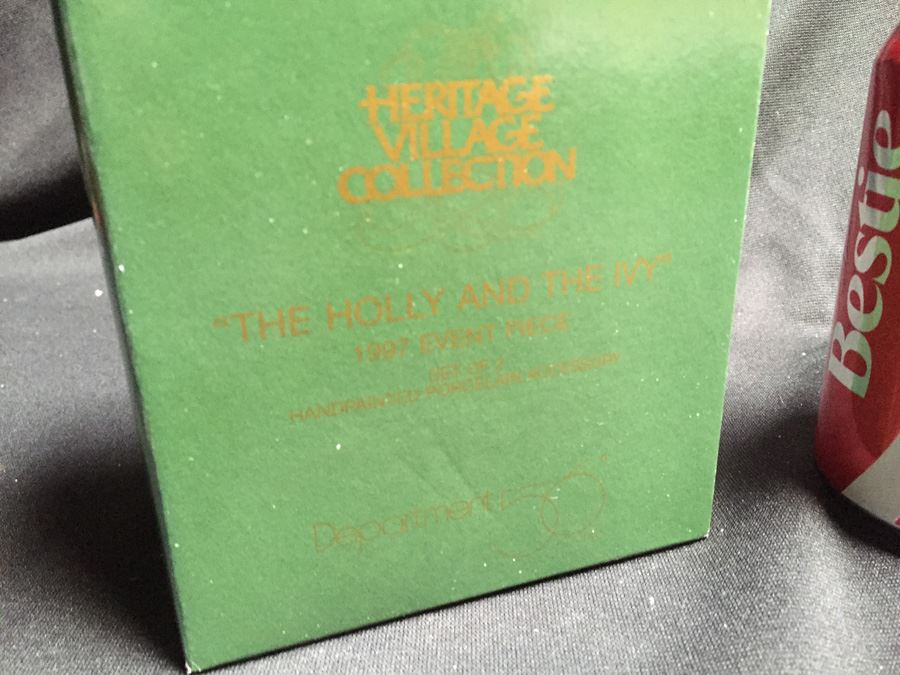 HERITAGE
VILLAGE
COLLECTION
"THE HOLLY AND THE IVY"
1997 EVENT PIECE
SET OF 2
HANDPAINTED PORCELAIN ACCESSORY
Department 56
Bestie